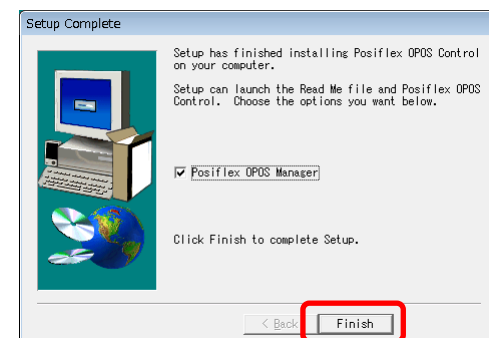 Setup Complete
Setup has finished installing Posiflex OPOS Control
on your computer.
Setup can launch the Read Me file and Posiflex OPOS
Control. Choose the options you want below.
Posiflex OPOS Manager
Click Finish to complete Setup.
< Back
Finish